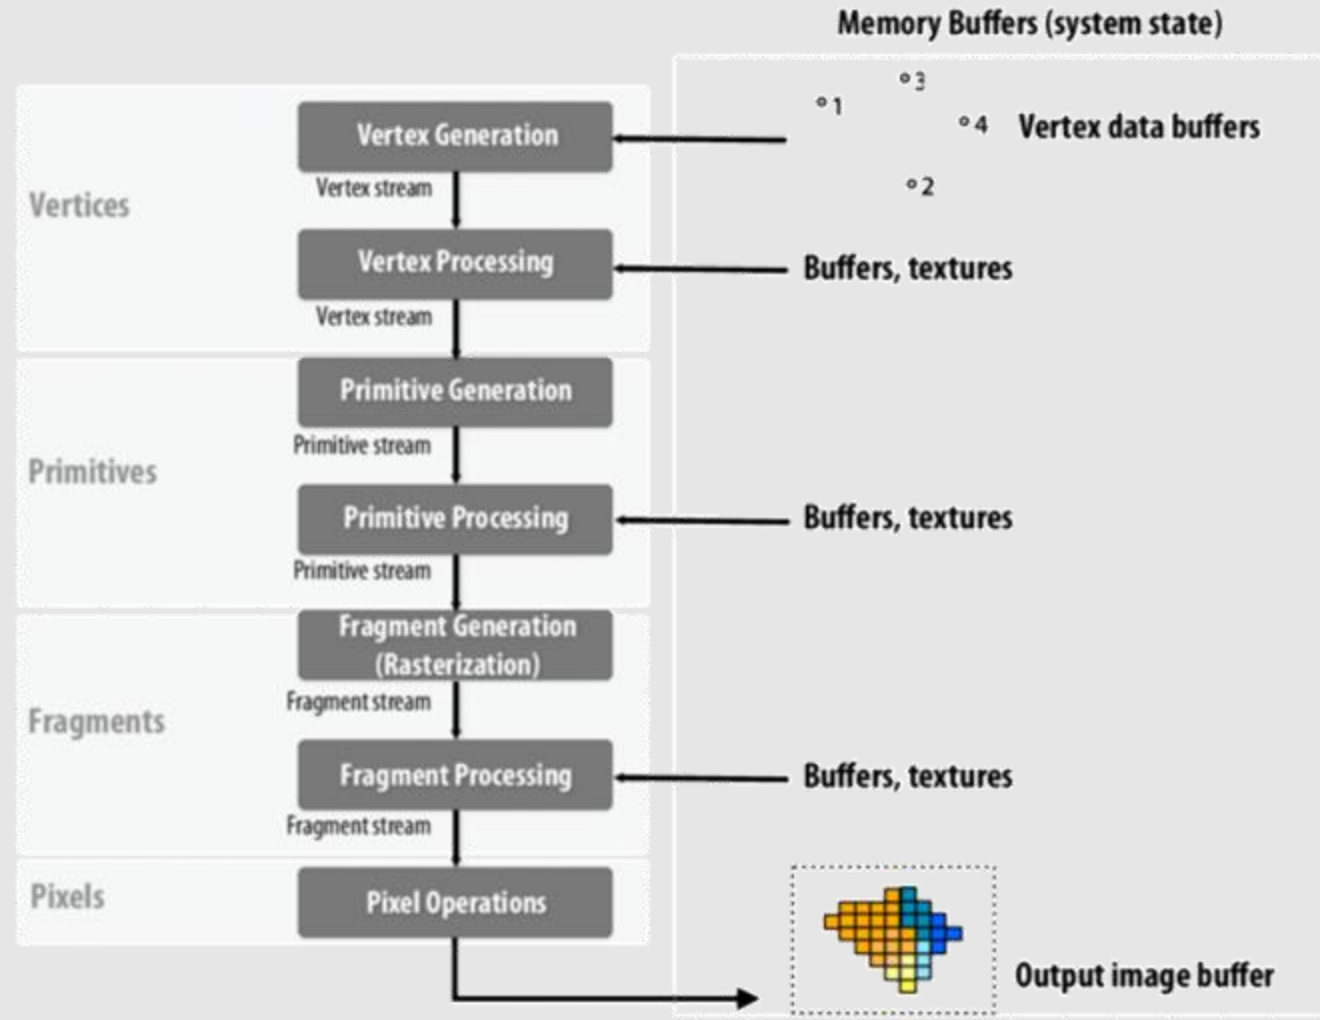 Memory Buffers (system state)
3
1
4
Vertex data buffers
2
Vertices
Vertex Generation
Vertex stream
Vertex Processing
Buffers, textures
Vertex stream
Primitives
Primitive Generation
Primitive stream
Primitive Processing
Buffers, textures
Primitive stream
Fragments
Fragment Generation
(Rasterization)
Fragment stream
Fragment Processing
Buffers, textures
Fragment stream
Pixels
Pixel Operations
Output image buffer